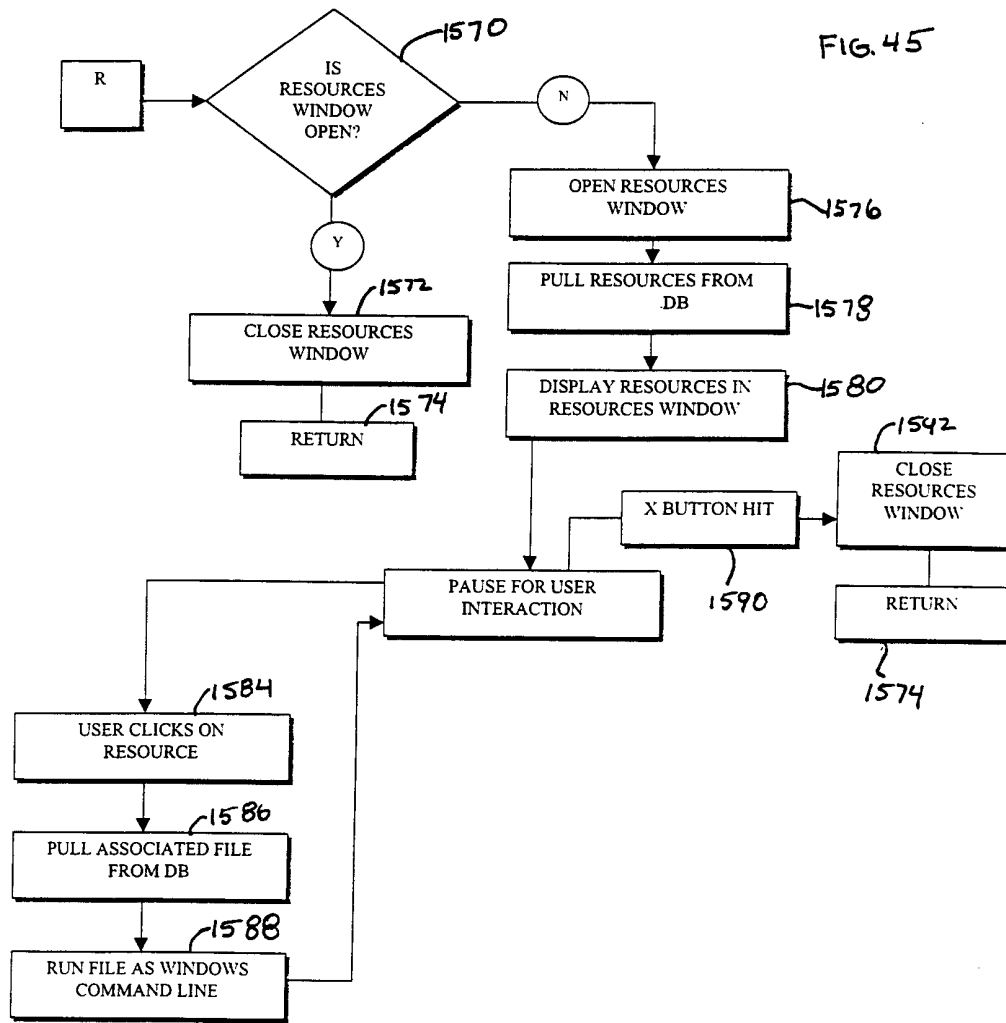 FIG. 45
1570
R
IS
RESOURCES
WINDOW
OPEN?
N
OPEN RESOURCES
WINDOW
1576
Y
PULL RESOURCES FROM
DB
1578
1572
CLOSE RESOURCES
WINDOW
DISPLAY RESOURCES IN
RESOURCES WINDOW
1580
1574
RETURN
1542
CLOSE
RESOURCES
WINDOW
X BUTTON HIT
1590
PAUSE FOR USER
INTERACTION
RETURN
1574
1584
USER CLICKS ON
RESOURCE
1586
PULL ASSOCIATED FILE
FROM DB
1588
RUN FILE AS WINDOWS
COMMAND LINE